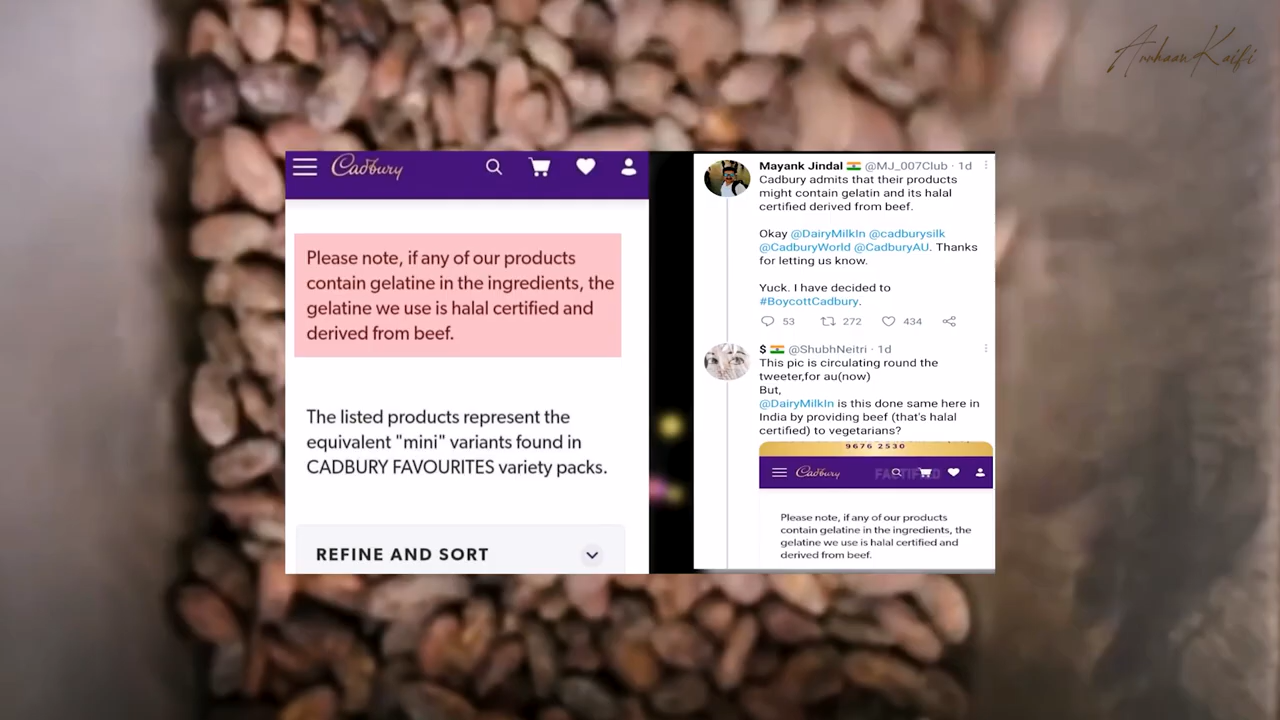 Cadbury
Please note, if any of our products
contain gelatine in the ingredients, the
gelatine we use is halal certified and
derived from beef.
The listed products represent the
equivalent "mini" variants found in
CADBURY FAVOURITES variety packs.
REFINE AND SORT
Mayank Jindal @MJ_007Club · 1d
Cadbury admits that their products
might contain gelatin and its halal
certified derived from beef.
Okay @DairyMilkIn @cadburysilk
@CadburyWorld @CadburyAU. Thanks
for letting us know.
Yuck. I have decided to
#BoycottCadbury.
53 272 434
$ @ShubhNeitri · 1d
This pic is circulating round the
tweeter,for au(now)
But,
@DairyMilkIn is this done same here in
India by providing beef (that's halal
certified) to vegetarians?
9676 2530
Cadbury
Please note, if any of our products
contain gelatine in the ingredients, the
gelatine we use is halal certified and
derived from beef.